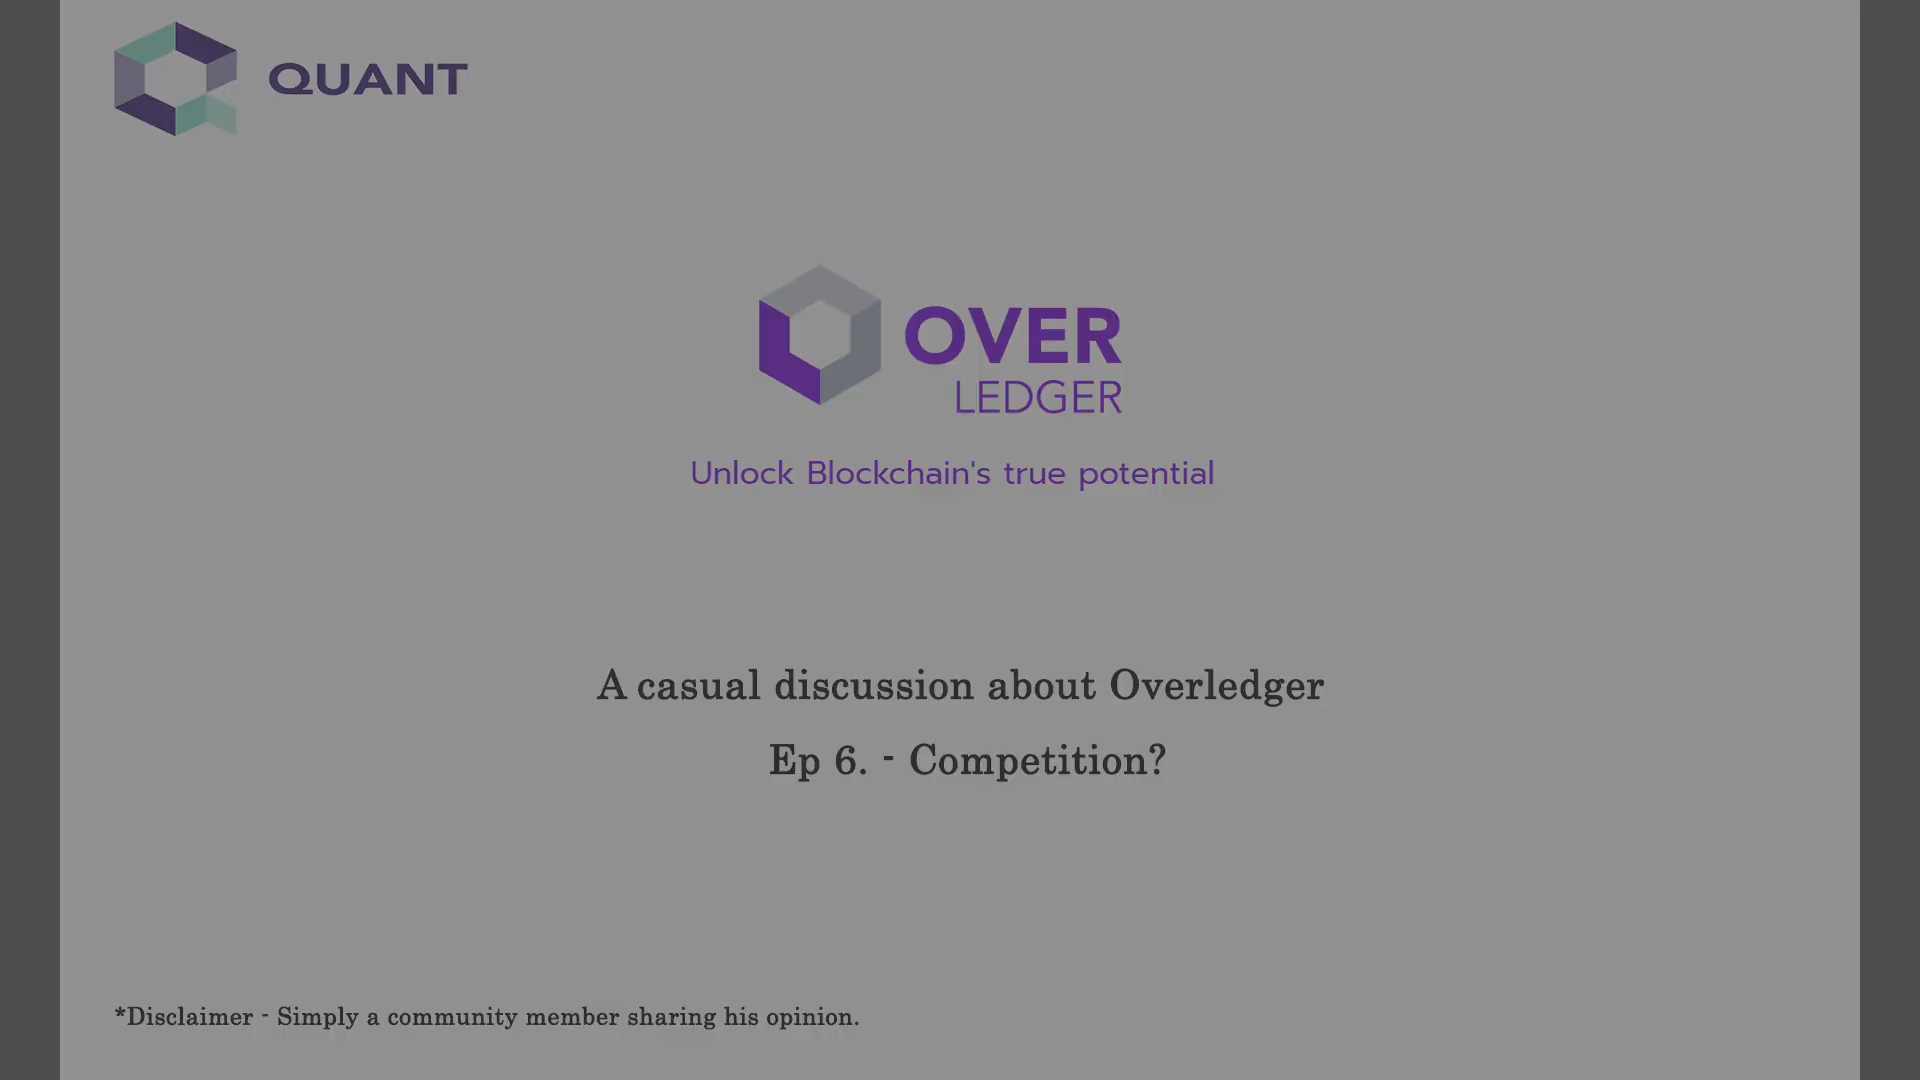 QUANT
OVER
LEDGER
Unlock Blockchain's true potential
A casual discussion about Overledger
Ep 6. - Competition?
*Disclaimer - Simply a community member sharing his opinion.